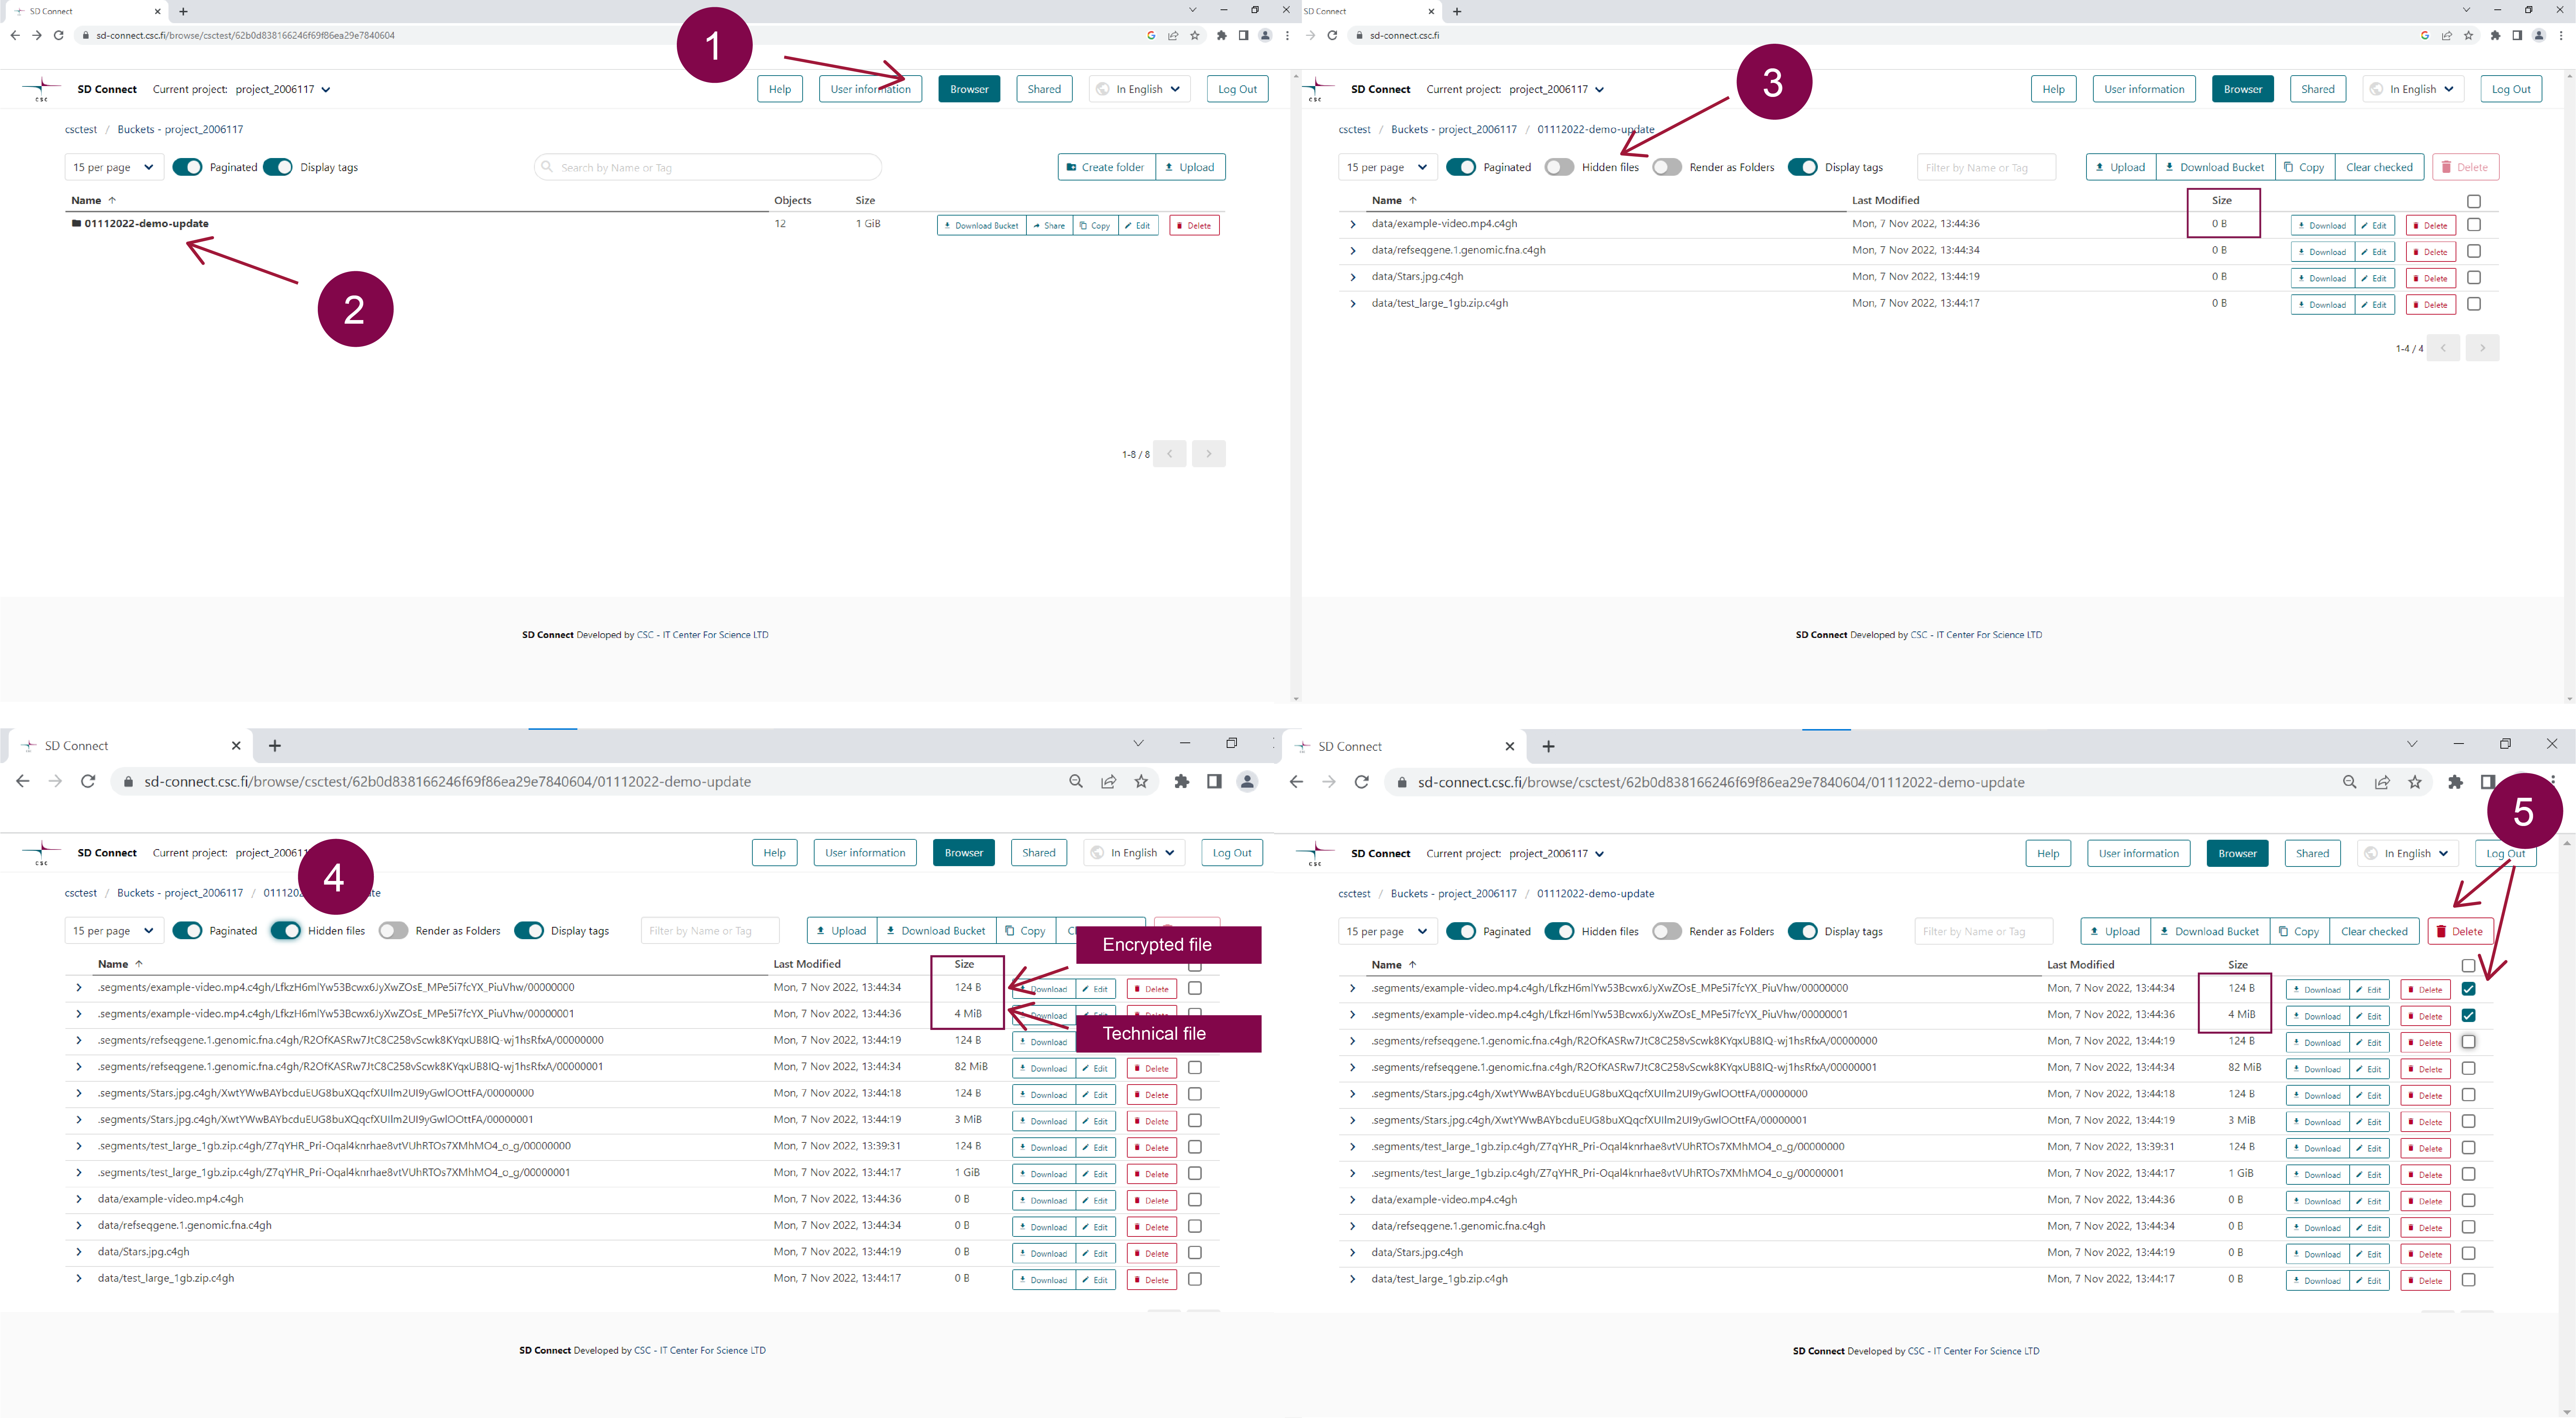 SD Connect
sd-connect.csc.fi/browse/csctest/62b0d838166246f69f86ea29e7840604
1
CSC
SD Connect Current project: project_2006117
Help User information Browser Shared In English Log Out
csctest / Buckets - project_2006117
15 per page Paginated Display tags Search by Name or Tag Create folder Upload
Name Objects Size
01112022-demo-update 12 1 GiB Download Bucket Share Copy Edit Delete
2
1-8 / 8
SD Connect Developed by CSC - IT Center For Science LTD
SD Connect
sd-connect.csc.fi
3
CSC
SD Connect Current project: project_2006117
Help User information Browser Shared In English Log Out
csctest / Buckets - project_2006117 / 01112022-demo-update
15 per page Paginated Hidden files Render as Folders Display tags Filter by Name or Tag Upload Download Bucket Copy Clear checked Delete
Name Last Modified Size
data/example-video.mp4.c4gh Mon, 7 Nov 2022, 13:44:36 0 B Download Edit Delete
data/refseqgene.1.genomic.fna.c4gh Mon, 7 Nov 2022, 13:44:34 0 B Download Edit Delete
data/Stars.jpg.c4gh Mon, 7 Nov 2022, 13:44:19 0 B Download Edit Delete
data/test_large_1gb.zip.c4gh Mon, 7 Nov 2022, 13:44:17 0 B Download Edit Delete
1-4 / 4
SD Connect Developed by CSC - IT Center For Science LTD
SD Connect
sd-connect.csc.fi/browse/csctest/62b0d838166246f69f86ea29e7840604/01112022-demo-update
CSC
SD Connect Current project: project_20061
4
Help User information Browser Shared In English Log Out
csctest / Buckets - project_2006117 / 011120 te
15 per page Paginated Hidden files Render as Folders Display tags Filter by Name or Tag Upload Download Bucket Copy
Encrypted file
Name Last Modified Size
.segments/example-video.mp4.c4gh/LfkzH6mlYw53Bcwx6JyXwZOsE_MPe5i7fcYX_PiuVhw/00000000 Mon, 7 Nov 2022, 13:44:34 124 B Download Edit Delete
.segments/example-video.mp4.c4gh/LfkzH6mlYw53Bcwx6JyXwZOsE_MPe5i7fcYX_PiuVhw/00000001 Mon, 7 Nov 2022, 13:44:36 4 MiB Download Edit Delete
Technical file
.segments/refseqgene.1.genomic.fna.c4gh/R2OfKASRw7JtC8C258vScwk8KYqxUB8IQ-wj1hsRfxA/00000000 Mon, 7 Nov 2022, 13:44:19 124 B Download
.segments/refseqgene.1.genomic.fna.c4gh/R2OfKASRw7JtC8C258vScwk8KYqxUB8IQ-wj1hsRfxA/00000001 Mon, 7 Nov 2022, 13:44:34 82 MiB Download Edit Delete
.segments/Stars.jpg.c4gh/XwtYWwBAYbcduEUG8buXQqcfXUIlm2UI9yGwlOOttFA/00000000 Mon, 7 Nov 2022, 13:44:18 124 B Download Edit Delete
.segments/Stars.jpg.c4gh/XwtYWwBAYbcduEUG8buXQqcfXUIlm2UI9yGwlOOttFA/00000001 Mon, 7 Nov 2022, 13:44:19 3 MiB Download Edit Delete
.segments/test_large_1gb.zip.c4gh/Z7qYHR_Pri-Oqal4knrhae8vtVUhRTOs7XMhMO4_o_g/00000000 Mon, 7 Nov 2022, 13:39:31 124 B Download Edit Delete
.segments/test_large_1gb.zip.c4gh/Z7qYHR_Pri-Oqal4knrhae8vtVUhRTOs7XMhMO4_o_g/00000001 Mon, 7 Nov 2022, 13:44:17 1 GiB Download Edit Delete
data/example-video.mp4.c4gh Mon, 7 Nov 2022, 13:44:36 0 B Download Edit Delete
data/refseqgene.1.genomic.fna.c4gh Mon, 7 Nov 2022, 13:44:34 0 B Download Edit Delete
data/Stars.jpg.c4gh Mon, 7 Nov 2022, 13:44:19 0 B Download Edit Delete
data/test_large_1gb.zip.c4gh Mon, 7 Nov 2022, 13:44:17 0 B Download Edit Delete
SD Connect Developed by CSC - IT Center For Science LTD
SD Connect
sd-connect.csc.fi/browse/csctest/62b0d838166246f69f86ea29e7840604/01112022-demo-update
5
CSC
SD Connect Current project: project_2006117
Help User information Browser Shared In English Log Out
csctest / Buckets - project_2006117 / 01112022-demo-update
15 per page Paginated Hidden files Render as Folders Display tags Filter by Name or Tag Upload Download Bucket Copy Clear checked Delete
Name Last Modified Size
.segments/example-video.mp4.c4gh/LfkzH6mlYw53Bcwx6JyXwZOsE_MPe5i7fcYX_PiuVhw/00000000 Mon, 7 Nov 2022, 13:44:34 124 B Download Edit Delete
.segments/example-video.mp4.c4gh/LfkzH6mlYw53Bcwx6JyXwZOsE_MPe5i7fcYX_PiuVhw/00000001 Mon, 7 Nov 2022, 13:44:36 4 MiB Download Edit Delete
.segments/refseqgene.1.genomic.fna.c4gh/R2OfKASRw7JtC8C258vScwk8KYqxUB8IQ-wj1hsRfxA/00000000 Mon, 7 Nov 2022, 13:44:19 124 B Download Edit Delete
.segments/refseqgene.1.genomic.fna.c4gh/R2OfKASRw7JtC8C258vScwk8KYqxUB8IQ-wj1hsRfxA/00000001 Mon, 7 Nov 2022, 13:44:34 82 MiB Download Edit Delete
.segments/Stars.jpg.c4gh/XwtYWwBAYbcduEUG8buXQqcfXUIlm2UI9yGwlOOttFA/00000000 Mon, 7 Nov 2022, 13:44:18 124 B Download Edit Delete
.segments/Stars.jpg.c4gh/XwtYWwBAYbcduEUG8buXQqcfXUIlm2UI9yGwlOOttFA/00000001 Mon, 7 Nov 2022, 13:44:19 3 MiB Download Edit Delete
.segments/test_large_1gb.zip.c4gh/Z7qYHR_Pri-Oqal4knrhae8vtVUhRTOs7XMhMO4_o_g/00000000 Mon, 7 Nov 2022, 13:39:31 124 B Download Edit Delete
.segments/test_large_1gb.zip.c4gh/Z7qYHR_Pri-Oqal4knrhae8vtVUhRTOs7XMhMO4_o_g/00000001 Mon, 7 Nov 2022, 13:44:17 1 GiB Download Edit Delete
data/example-video.mp4.c4gh Mon, 7 Nov 2022, 13:44:36 0 B Download Edit Delete
data/refseqgene.1.genomic.fna.c4gh Mon, 7 Nov 2022, 13:44:34 0 B Download Edit Delete
data/Stars.jpg.c4gh Mon, 7 Nov 2022, 13:44:19 0 B Download Edit Delete
data/test_large_1gb.zip.c4gh Mon, 7 Nov 2022, 13:44:17 0 B Download Edit Delete
SD Connect Developed by CSC - IT Center For Science LTD